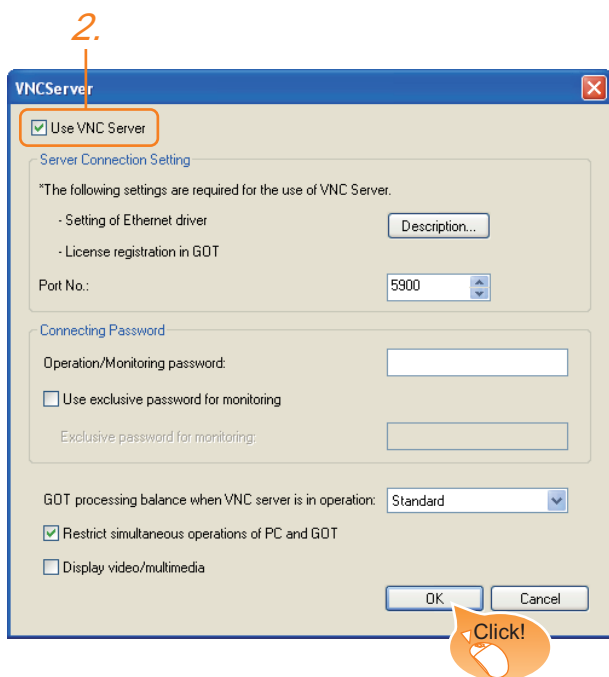 2.
VNCServer
Use VNC Server
Server Connection Setting
*The following settings are required for the use of VNC Server.
- Setting of Ethernet driver
Description...
- License registration in GOT
Port No.:
5900
Connecting Password
Operation/Monitoring password:
Use exclusive password for monitoring
Exclusive password for monitoring:
GOT processing balance when VNC server is in operation:
Standard
Restrict simultaneous operations of PC and GOT
Display video/multimedia
OK
Cancel
Click!